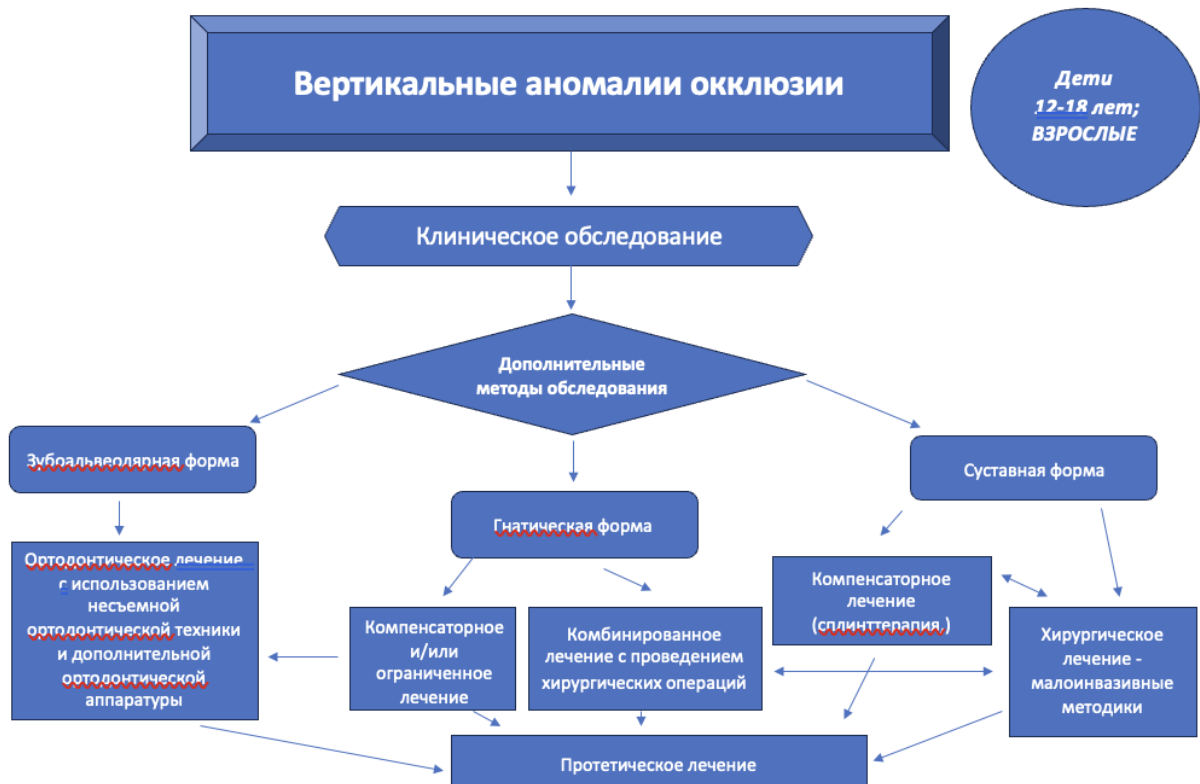 Вертикальные аномалии окклюзии
Дети
12-18 лет;
ВЗРОСЛЫЕ
Клиническое обследование
Дополнительные
методы обследования
Зубоальвеолярная форма
Гнатическая форма
Суставная форма
Ортодонтическое лечение
с использованием
несъемной
ортодонтической техники
и дополнительной
ортодонтической
аппаратуры
Компенсаторное
и/или
ограниченное
лечение
Комбинированное
лечение с проведением
хирургических операций
Компенсаторное
лечение
(сплинттерапия )
Хирургическое
лечение -
малоинвазивные
методики
Протетическое лечение